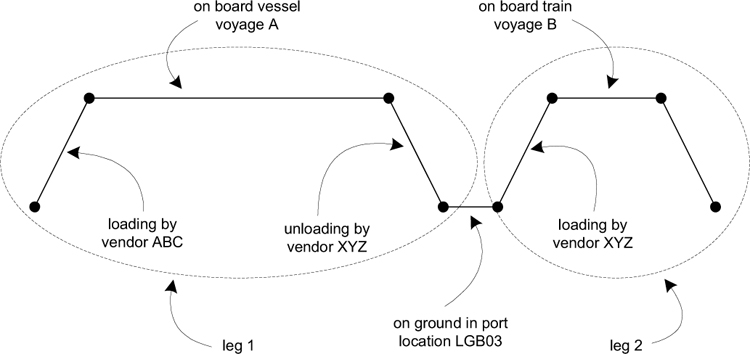 on board vessel
voyage A
on board train
voyage B
loading by
vendor ABC
unloading by
vendor XYZ
loading by
vendor XYZ
on ground in port
location LGB03
leg 1
leg 2